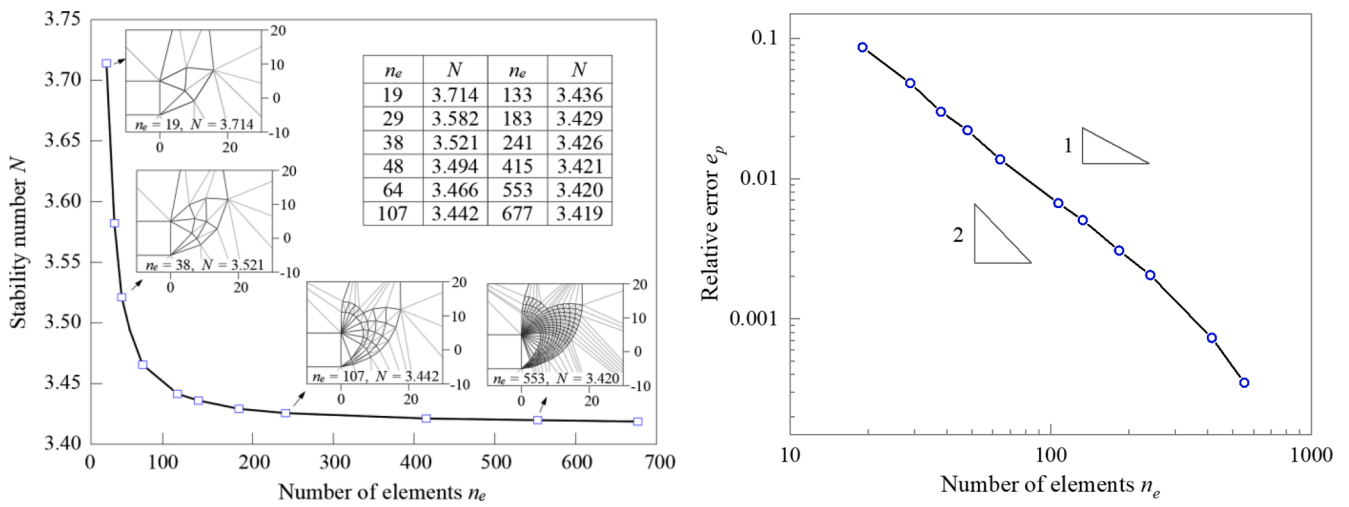 3.75
3.70
3.65
3.60
3.55
3.50
3.45
3.40
Stability number N
0 100 200 300 400 500 600 700
Number of elements nₑ
20
10
0
-10
nₑ = 19, N = 3.714
0 20
20
10
0
-10
nₑ = 38, N = 3.521
0 20
20
10
0
-10
nₑ = 107, N = 3.442
0 20
20
10
0
-10
nₑ = 553, N = 3.420
0 20
nₑ N nₑ N
19 3.714 133 3.436
29 3.582 183 3.429
38 3.521 241 3.426
48 3.494 415 3.421
64 3.466 553 3.420
107 3.442 677 3.419
0.1
0.01
0.001
Relative error eₚ
1
2
10 100 1000
Number of elements nₑ